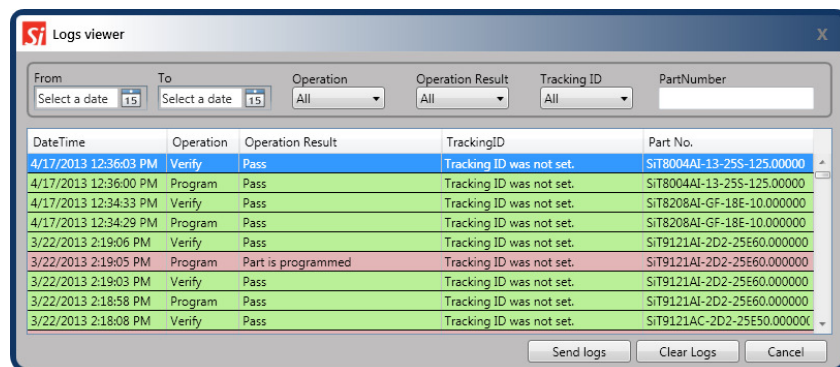 Si Logs viewer X
From To Operation Operation Result Tracking ID PartNumber
Select a date 15 Select a date 15 All All All
DateTime Operation Operation Result TrackingID Part No.
4/17/2013 12:36:03 PM Verify Pass Tracking ID was not set. SiT8004AI-13-25S-125.00000
4/17/2013 12:36:00 PM Program Pass Tracking ID was not set. SiT8004AI-13-25S-125.00000
4/17/2013 12:34:33 PM Verify Pass Tracking ID was not set. SiT8208AI-GF-18E-10.000000
4/17/2013 12:34:29 PM Program Pass Tracking ID was not set. SiT8208AI-GF-18E-10.000000
3/22/2013 2:19:06 PM Verify Pass Tracking ID was not set. SiT9121AI-2D2-25E60.000000
3/22/2013 2:19:05 PM Program Part is programmed Tracking ID was not set. SiT9121AI-2D2-25E60.000000
3/22/2013 2:19:03 PM Verify Pass Tracking ID was not set. SiT9121AI-2D2-25E60.000000
3/22/2013 2:18:58 PM Program Pass Tracking ID was not set. SiT9121AI-2D2-25E60.000000
3/22/2013 2:18:08 PM Verify Pass Tracking ID was not set. SiT9121AC-2D2-25E50.00000
Send logs Clear Logs Cancel